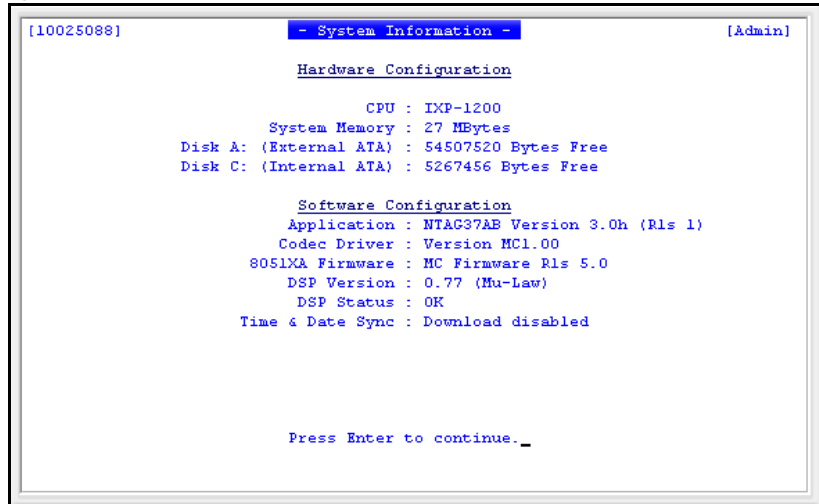 [10025088] - System Information - [Admin]
Hardware Configuration
CPU : IXP-1200
System Memory : 27 MBytes
Disk A: (External ATA) : 54507520 Bytes Free
Disk C: (Internal ATA) : 5267456 Bytes Free
Software Configuration
Application : NTAG37AB Version 3.0h (Rls 1)
Codec Driver : Version MC1.00
8051XA Firmware : MC Firmware Rls 5.0
DSP Version : 0.77 (Mu-Law)
DSP Status : OK
Time & Date Sync : Download disabled
Press Enter to continue._